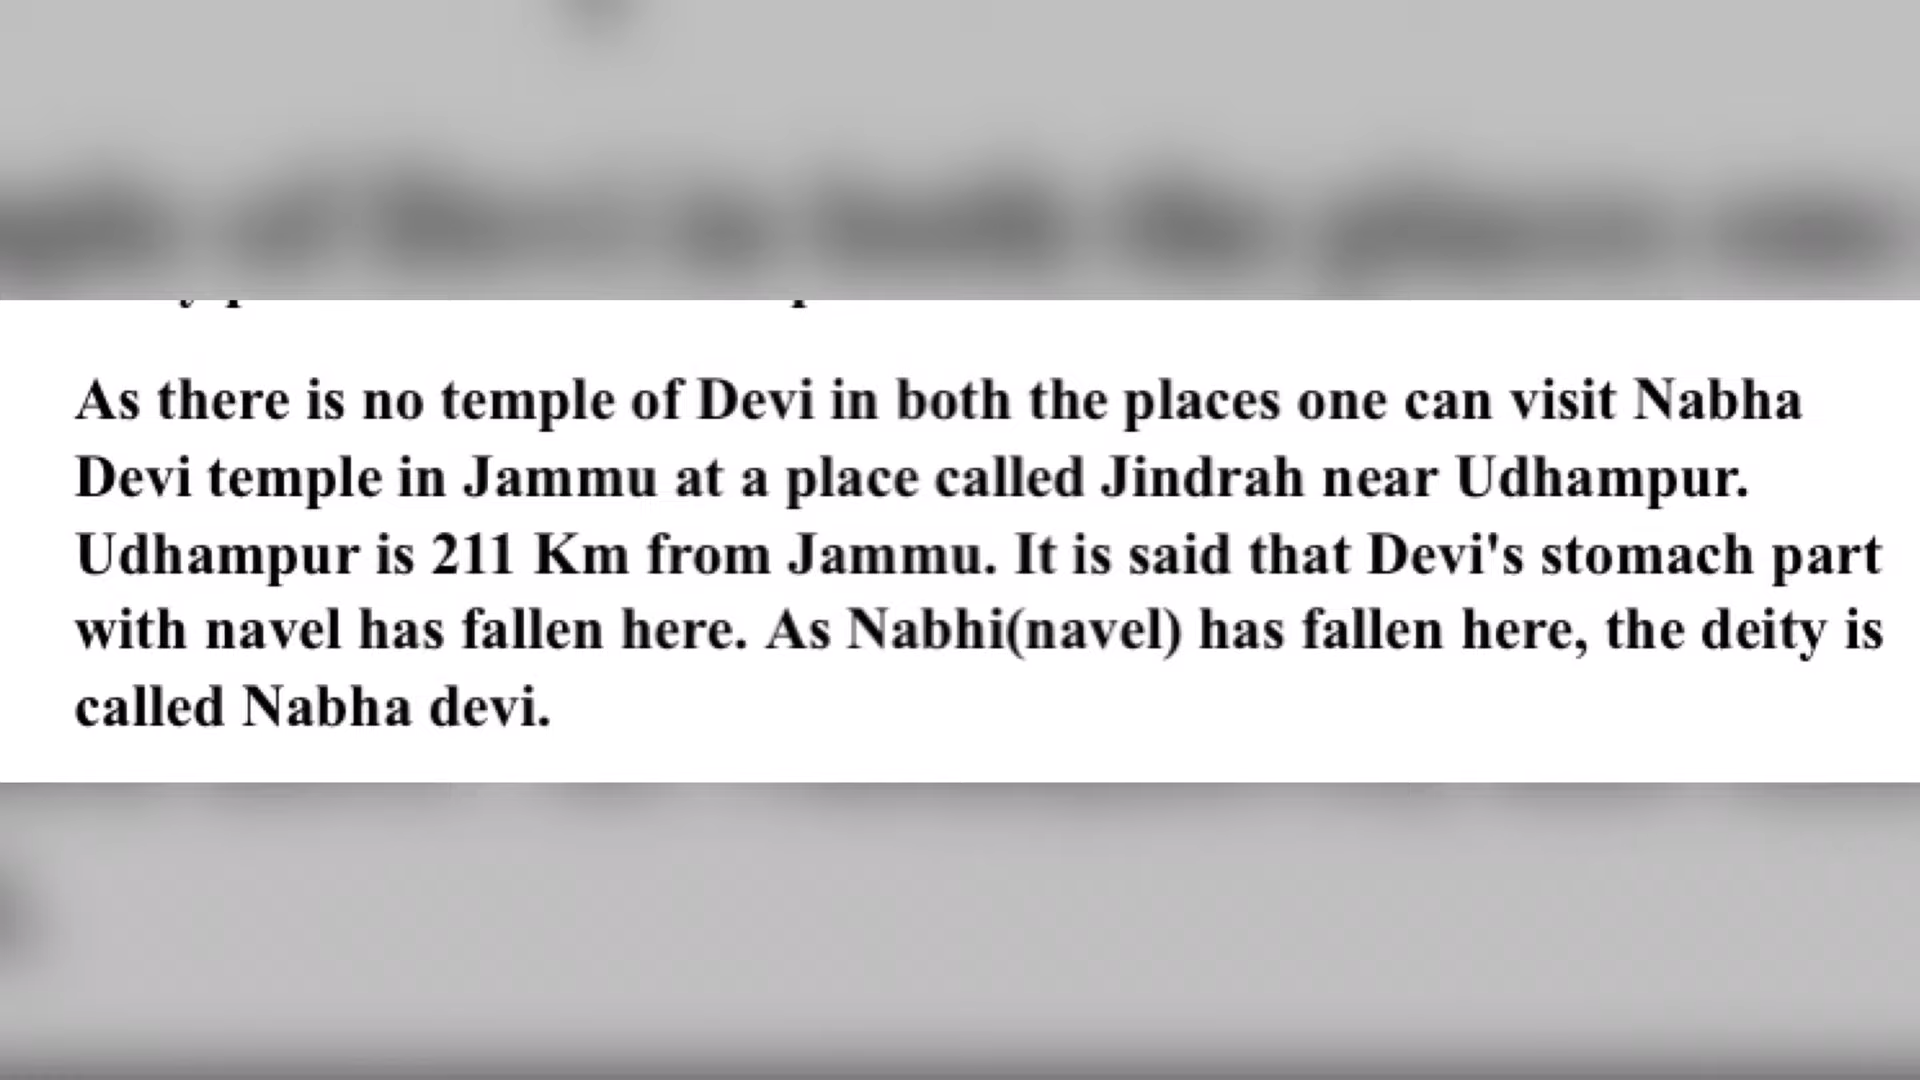 As there is no temple of Devi in both the places one can visit Nabha
Devi temple in Jammu at a place called Jindrah near Udhampur.
Udhampur is 211 Km from Jammu. It is said that Devi's stomach part
with navel has fallen here. As Nabhi(navel) has fallen here, the deity is
called Nabha devi.